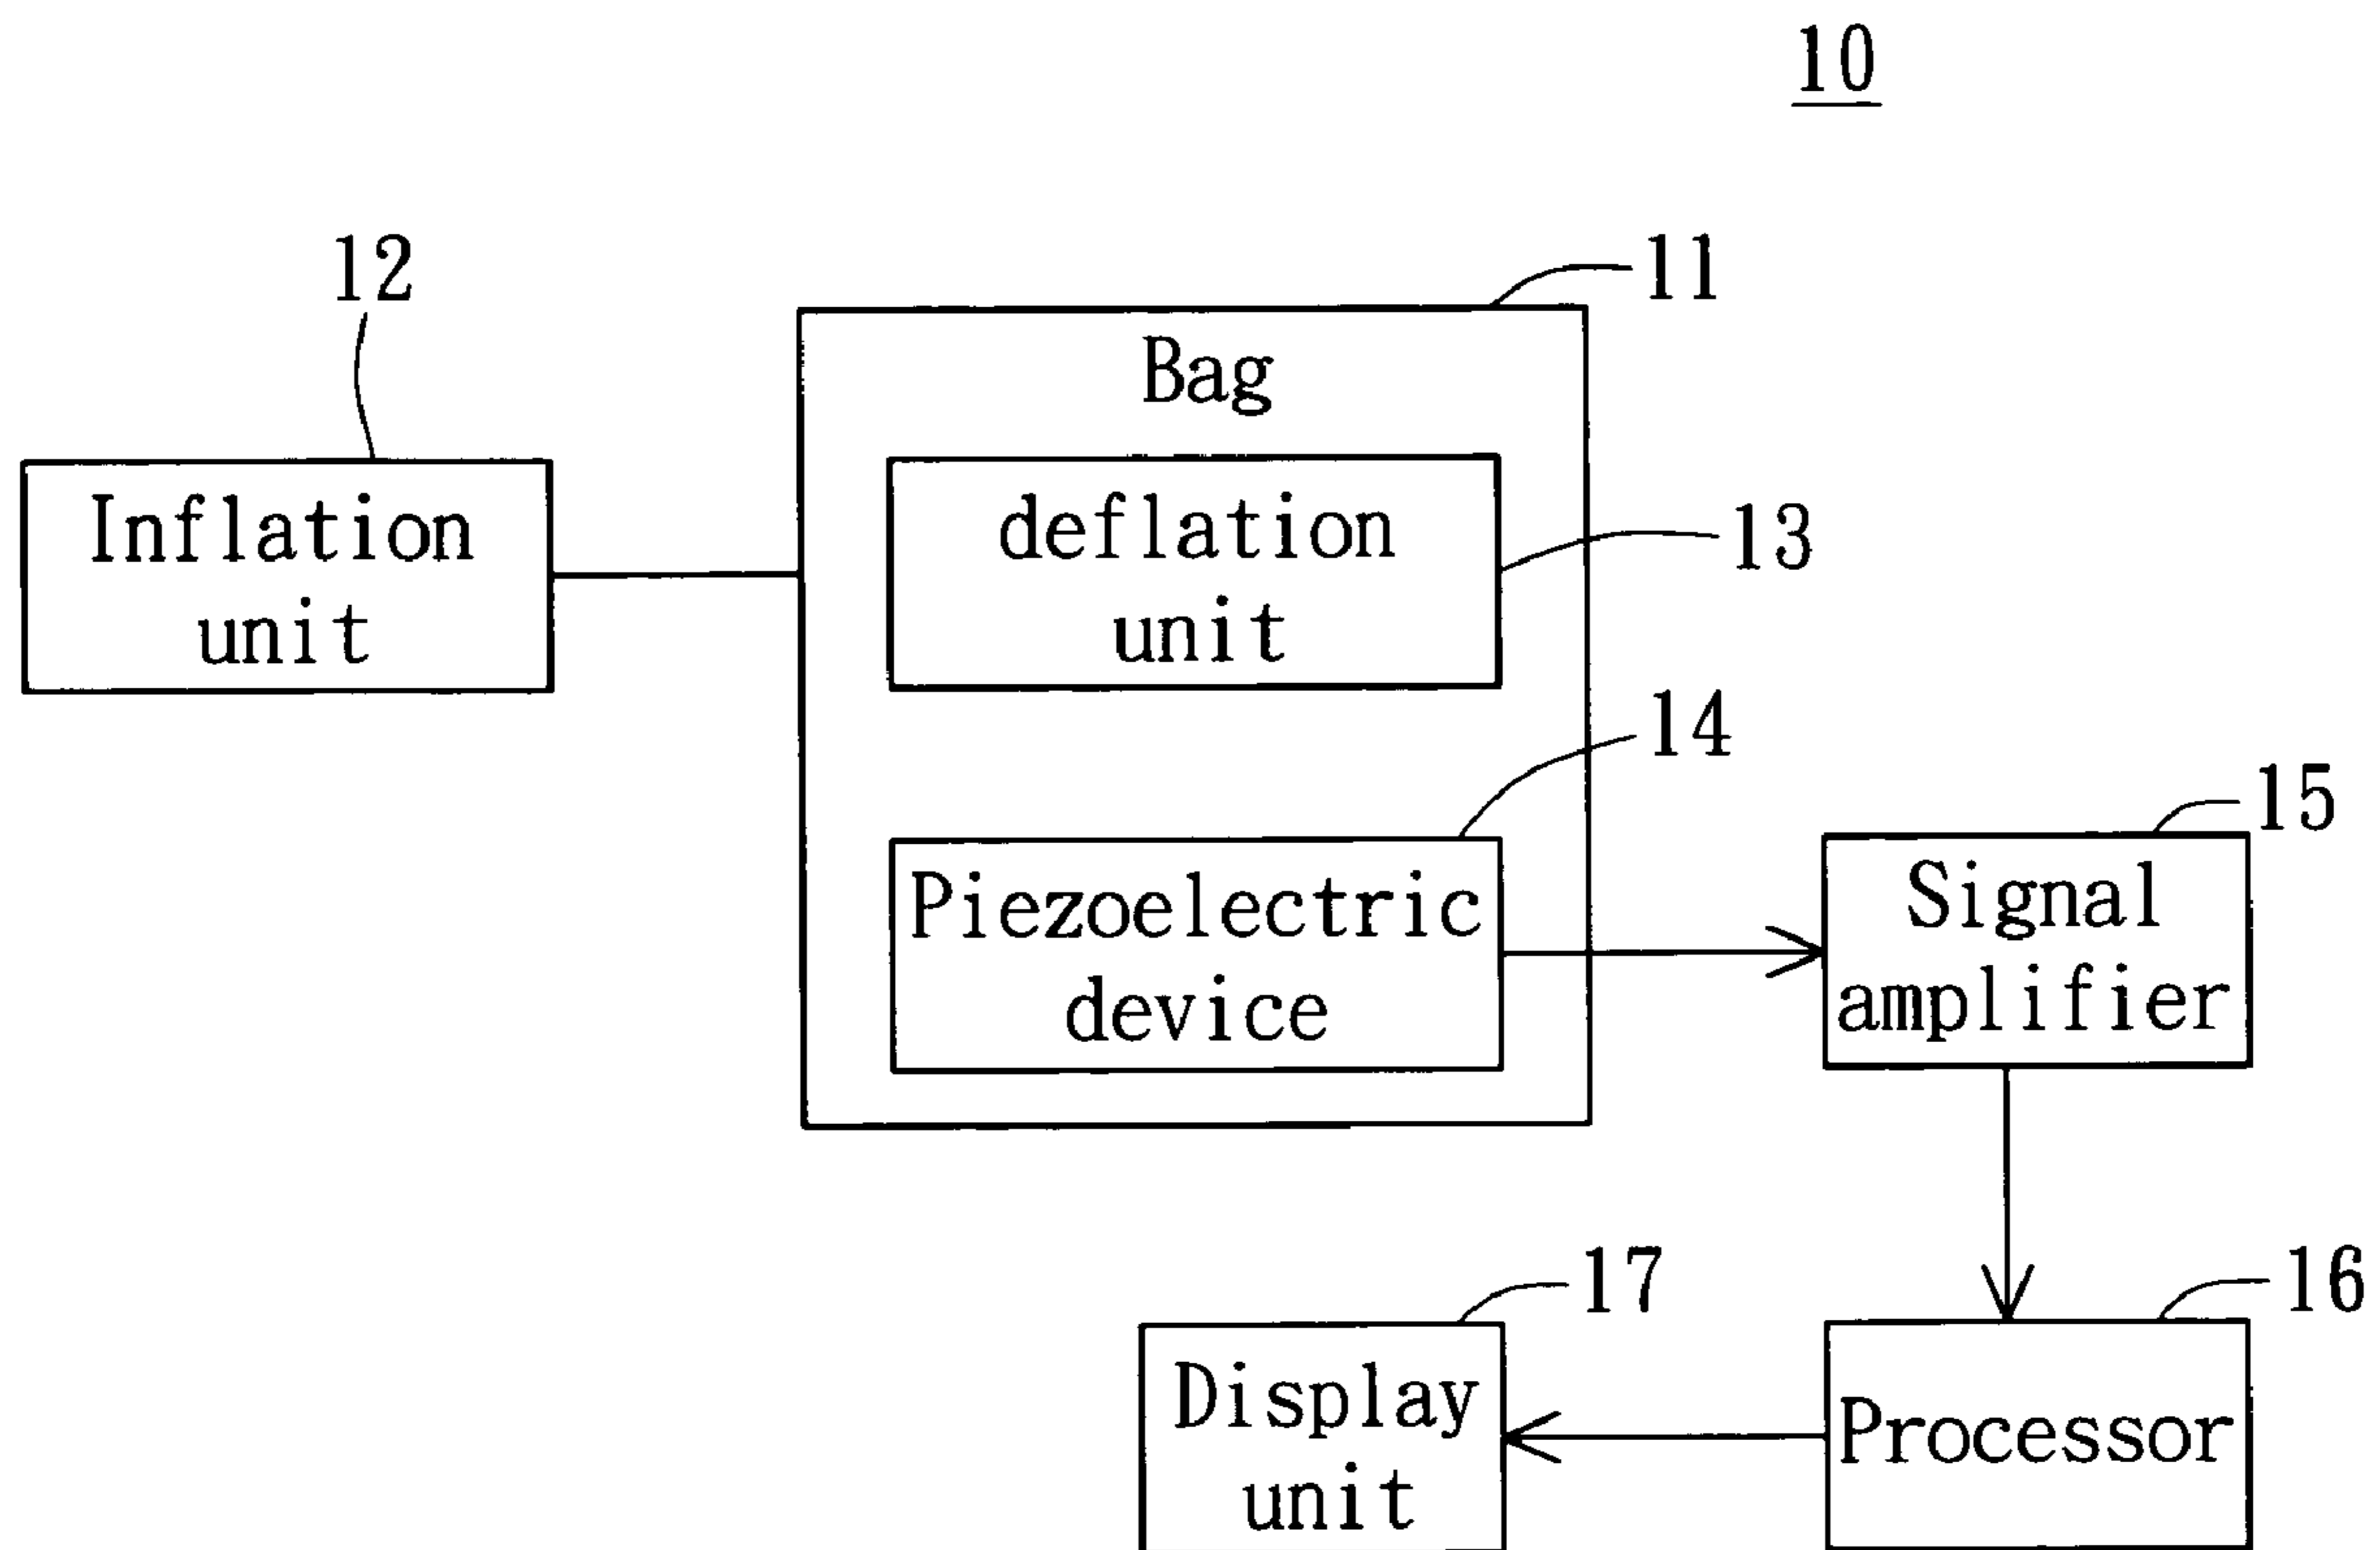 10
12
11
Bag
Inflation
unit
deflation
unit
13
14
Piezoelectric
device
15
Signal
amplifier
17
16
Display
unit
Processor